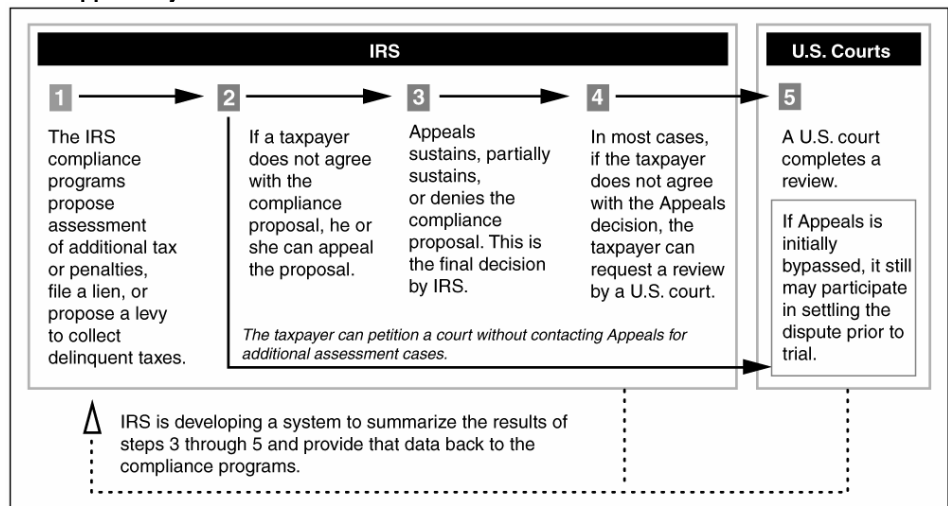 IRS
U.S. Courts
1
2
3
4
5
The IRS
compliance
programs
propose
assessment
of additional tax
or penalties,
file a lien, or
propose a levy
to collect
delinquent taxes.
If a taxpayer
does not agree
with the
compliance
proposal, he or
she can appeal
the proposal.
Appeals
sustains, partially
sustains,
or denies the
compliance
proposal. This is
the final decision
by IRS.
In most cases,
if the taxpayer
does not agree
with the Appeals
decision, the
taxpayer can
request a review
by a U.S. court.
A U.S. court
completes a
review.
If Appeals is
initially
bypassed, it still
may participate
in settling the
dispute prior to
trial.
The taxpayer can petition a court without contacting Appeals for
additional assessment cases.
IRS is developing a system to summarize the results of
steps 3 through 5 and provide that data back to the
compliance programs.